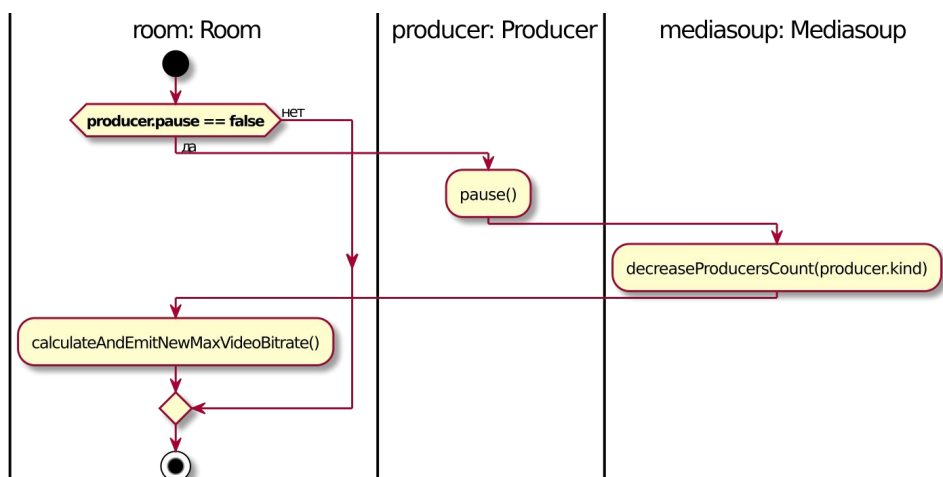 room: Room
producer: Producer
mediasoup: Mediasoup
producer.pause == false
нет
да
pause()
decreaseProducersCount(producer.kind)
calculateAndEmitNewMaxVideoBitrate()